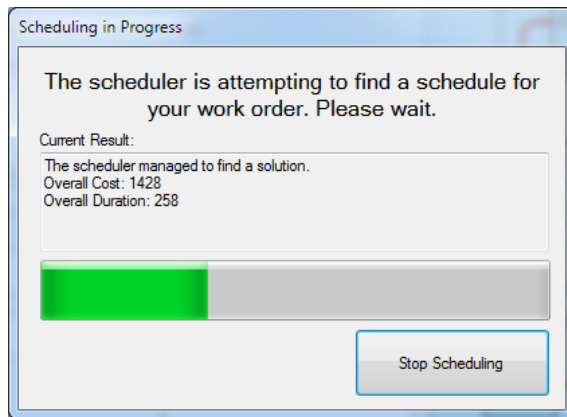 Scheduling in Progress
The scheduler is attempting to find a schedule for
your work order. Please wait.
Current Result:
The scheduler managed to find a solution.
Overall Cost: 1428
Overall Duration: 258
Stop Scheduling